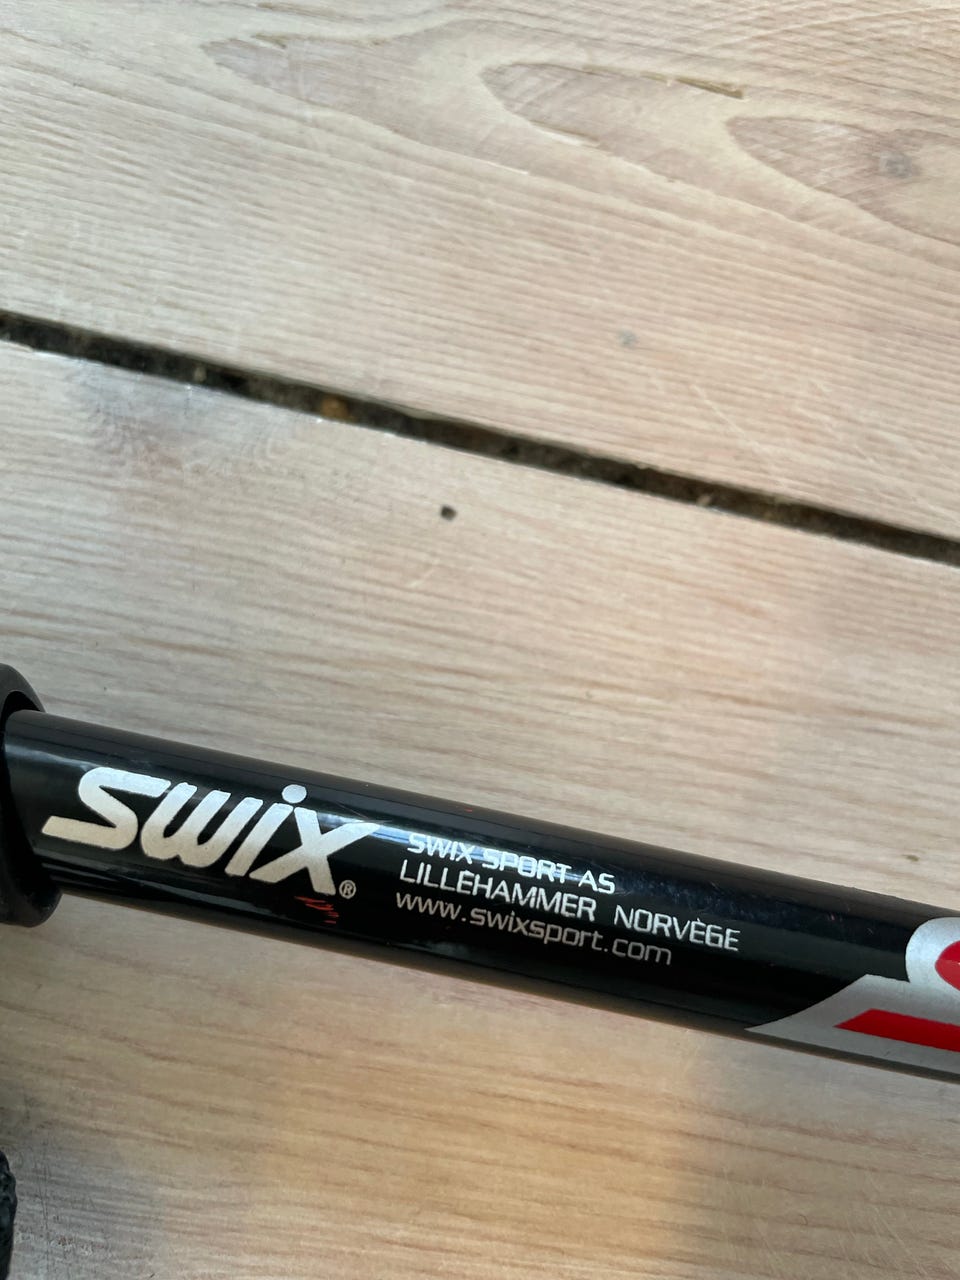 swix®
SWIX SPORT AS
LILLEHAMMER NORVÈGE
www.swixsport.com